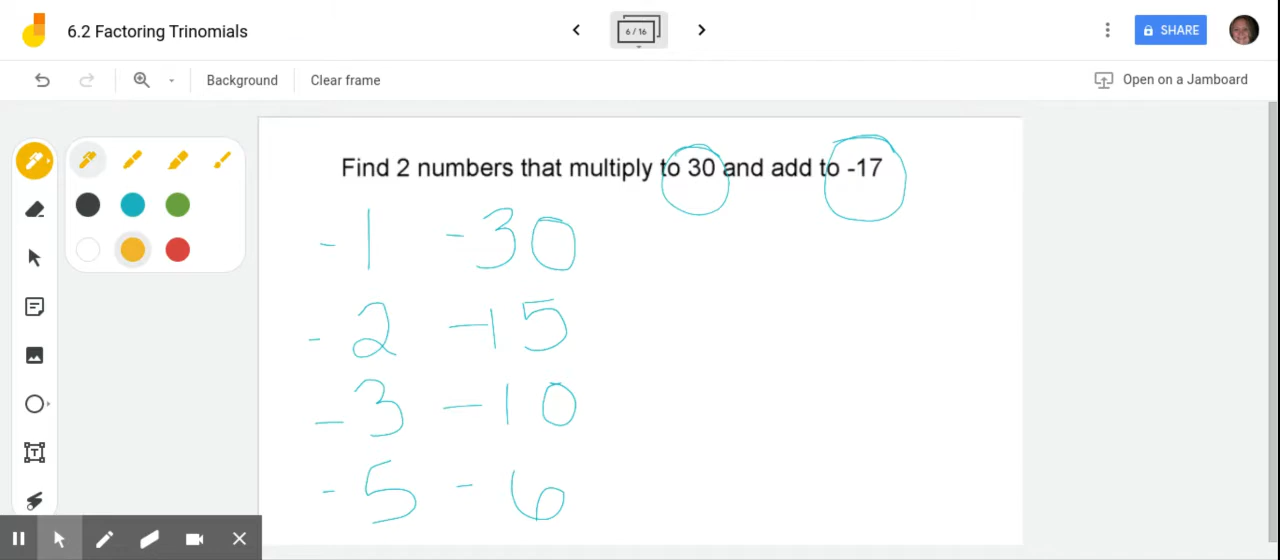 6.2 Factoring Trinomials
6 / 16
SHARE
Background
Clear frame
Open on a Jamboard
Find 2 numbers that multiply to 30 and add to -17
-1 -30
-2 -15
-3 -10
-5 -6